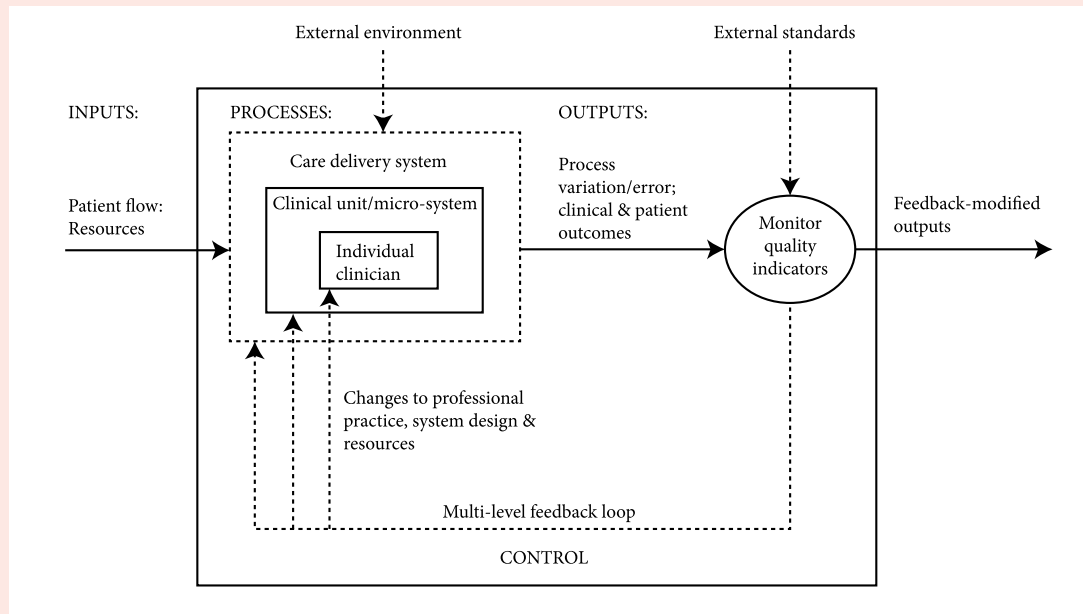 External environment
External standards
INPUTS:
PROCESSES:
OUTPUTS:
Care delivery system
Process
variation/error;
clinical & patient
outcomes
Patient flow:
Resources
Clinical unit/micro-system
Individual
clinician
Monitor
quality
indicators
Feedback-modified
outputs
Changes to professional
practice, system design &
resources
Multi-level feedback loop
CONTROL